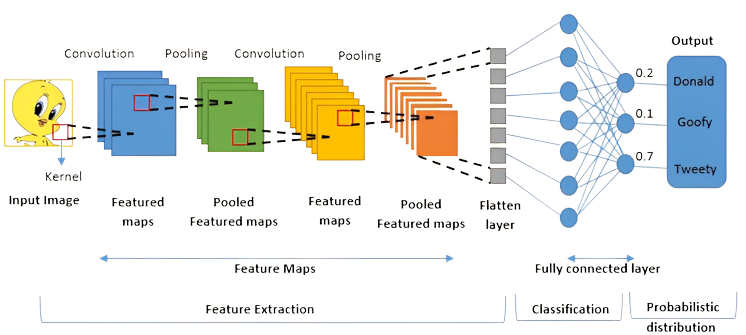 Convolution
Pooling
Convolution
Pooling
Output
0.2
Donald
0.1
Goofy
0.7
Tweety
Kernel
Input Image
Featured
maps
Pooled
Featured maps
Featured
maps
Pooled
Featured maps
Flatten
layer
Feature Maps
Fully connected layer
Feature Extraction
Classification
Probabilistic
distribution